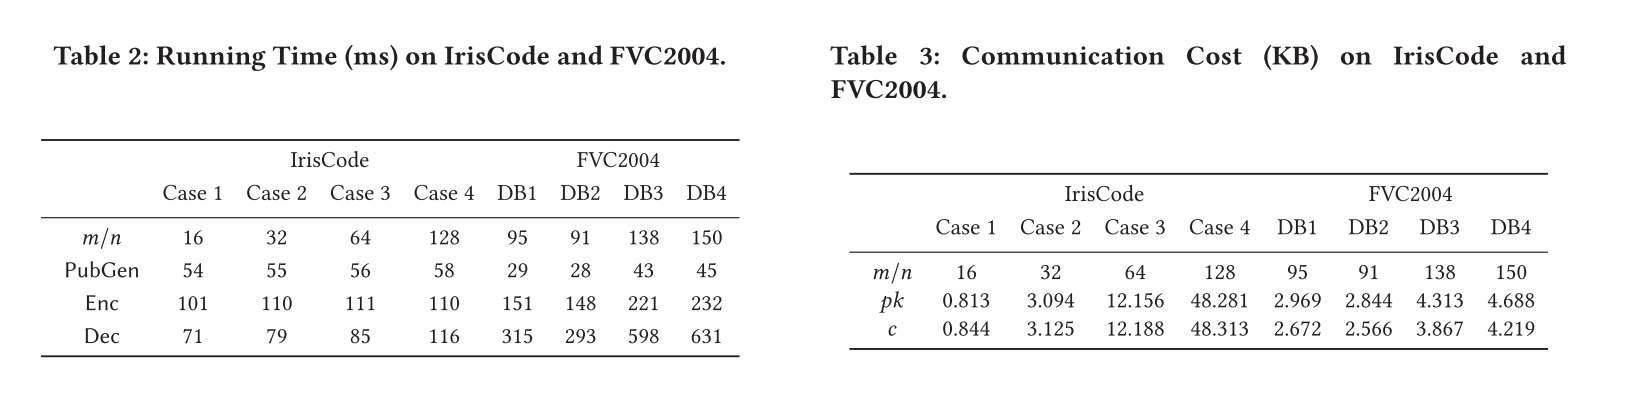 Table 2: Running Time (ms) on IrisCode and FVC2004.
IrisCode FVC2004
Case 1 Case 2 Case 3 Case 4 DB1 DB2 DB3 DB4
m/n 16 32 64 128 95 91 138 150
PubGen 54 55 56 58 29 28 43 45
Enc 101 110 111 110 151 148 221 232
Dec 71 79 85 116 315 293 598 631
Table 3: Communication Cost (KB) on IrisCode and
FVC2004.
IrisCode FVC2004
Case 1 Case 2 Case 3 Case 4 DB1 DB2 DB3 DB4
m/n 16 32 64 128 95 91 138 150
pk 0.813 3.094 12.156 48.281 2.969 2.844 4.313 4.688
c 0.844 3.125 12.188 48.313 2.672 2.566 3.867 4.219